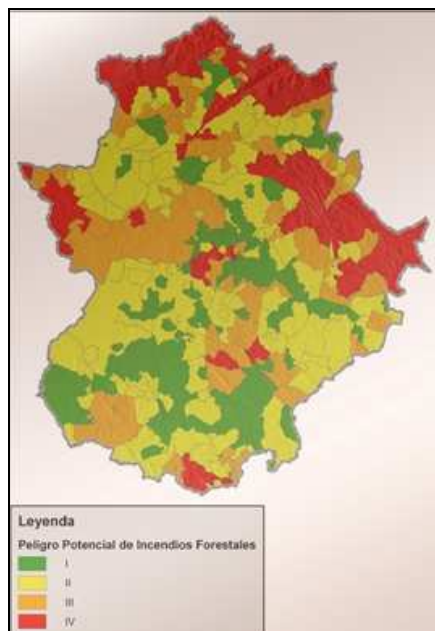 Leyenda
Peligro Potencial de Incendios Forestales
I
II
III
IV